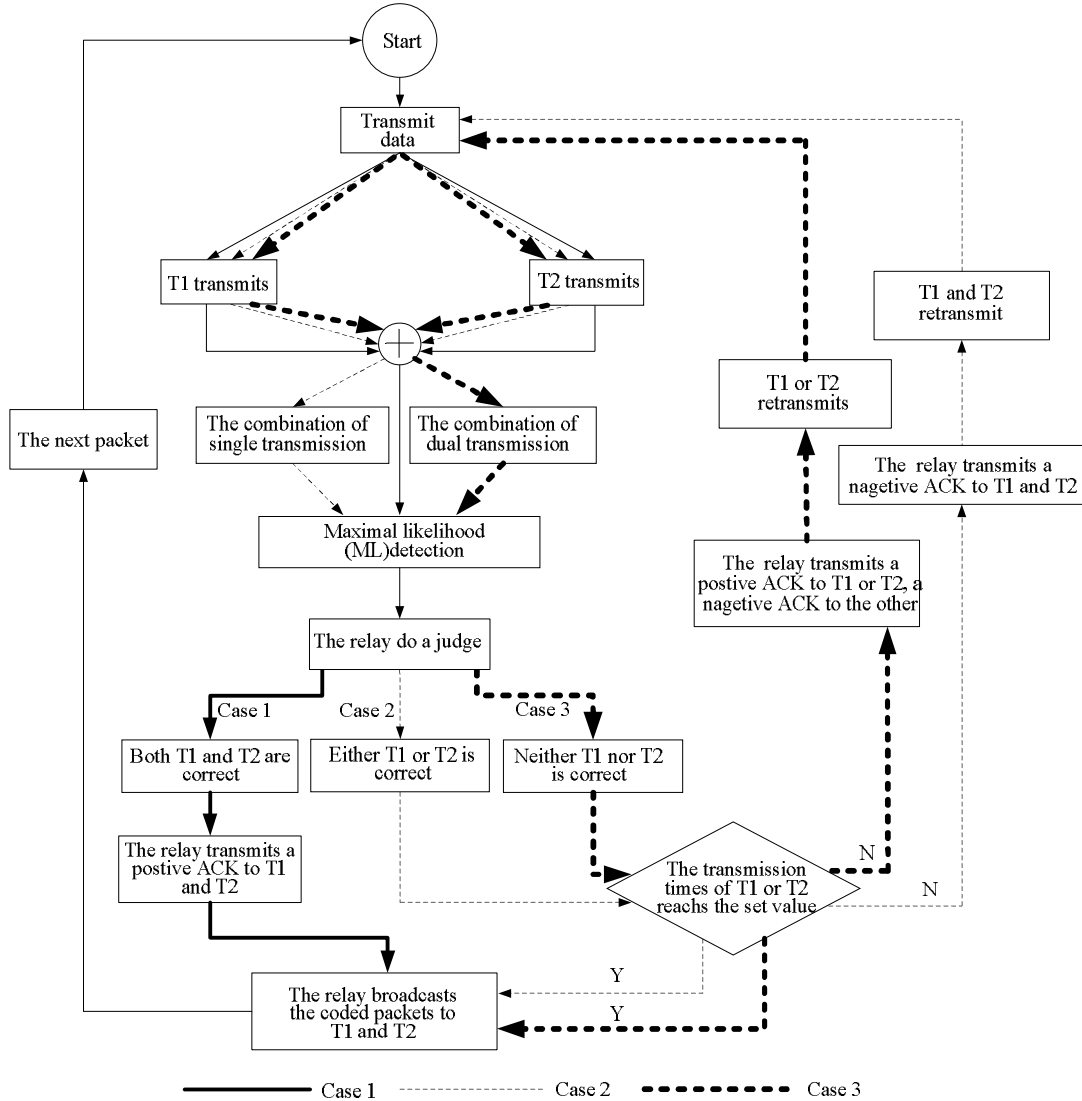 Start
Transmit
data
T1 transmits
T2 transmits
T1 and T2
retransmit
T1 or T2
retransmits
The combination of
single transmission
The combination of
dual transmission
The next packet
The relay transmits a
nagetive ACK to T1 and T2
Maximal likelihood
(ML)detection
The relay transmits a
postive ACK to T1 or T2, a
nagetive ACK to the other
The relay do a judge
Case 1
Case 2
Case 3
Both T1 and T2 are
correct
Either T1 or T2 is
correct
Neither T1 nor T2
is correct
The relay transmits a
postive ACK to T1
and T2
The transmission
times of T1 or T2
reachs the set value
N
N
Y
Y
The relay broadcasts
the coded packets to
T1 and T2
Case 1
Case 2
Case 3